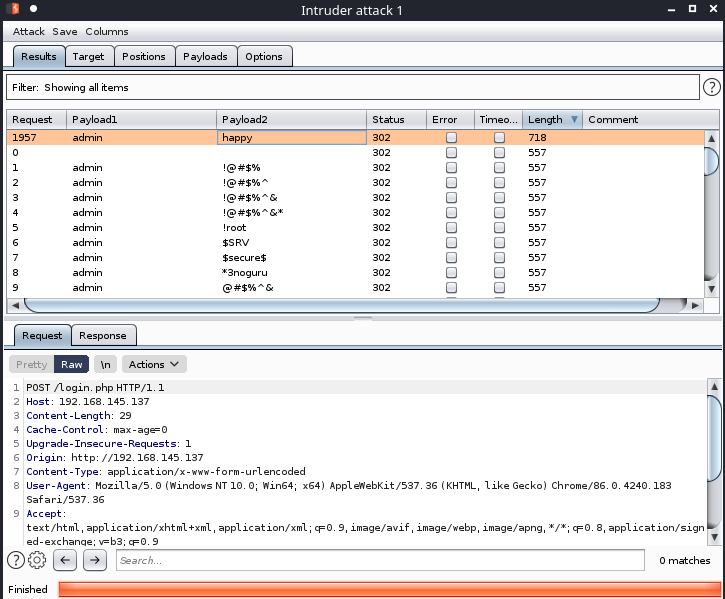 Intruder attack 1
Attack Save Columns
Results Target Positions Payloads Options
Filter: Showing all items
?
Request Payload1 Payload2 Status Error Timeo... Length Comment
1957 admin happy 302 718
0 302 557
1 admin !@#$% 302 557
2 admin !@#$%^ 302 557
3 admin !@#$%^& 302 557
4 admin !@#$%^&* 302 557
5 admin !root 302 557
6 admin $SRV 302 557
7 admin $secure$ 302 557
8 admin *3noguru 302 557
9 admin @#$%^& 302 557
Request Response
Pretty Raw \n Actions
1 POST /login.php HTTP/1.1
2 Host: 192.168.145.137
3 Content-Length: 29
4 Cache-Control: max-age=0
5 Upgrade-Insecure-Requests: 1
6 Origin: http://192.168.145.137
7 Content-Type: application/x-www-form-urlencoded
8 User-Agent: Mozilla/5.0 (Windows NT 10.0; Win64; x64) AppleWebKit/537.36 (KHTML, like Gecko) Chrome/86.0.4240.183
Safari/537.36
9 Accept:
text/html,application/xhtml+xml,application/xml;q=0.9,image/avif,image/webp,image/apng,*/*;q=0.8,application/sign
ed-exchange;v=b3;q=0.9
? Search... 0 matches
Finished